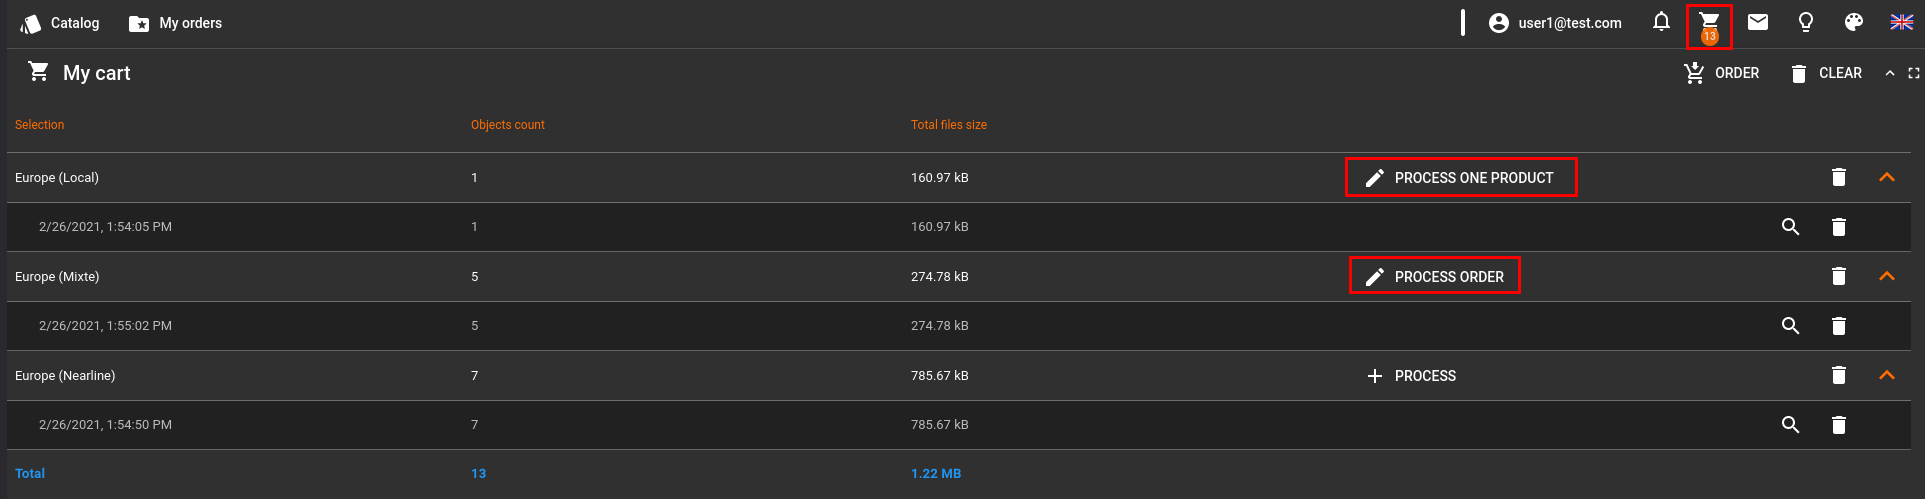 Catalog My orders user1@test.com 13
My cart ORDER CLEAR
Selection Objects count Total files size
Europe (Local) 1 160.97 kB PROCESS ONE PRODUCT
2/26/2021, 1:54:05 PM 1 160.97 kB
Europe (Mixte) 5 274.78 kB PROCESS ORDER
2/26/2021, 1:55:02 PM 5 274.78 kB
Europe (Nearline) 7 785.67 kB PROCESS
2/26/2021, 1:54:50 PM 7 785.67 kB
Total 13 1.22 MB